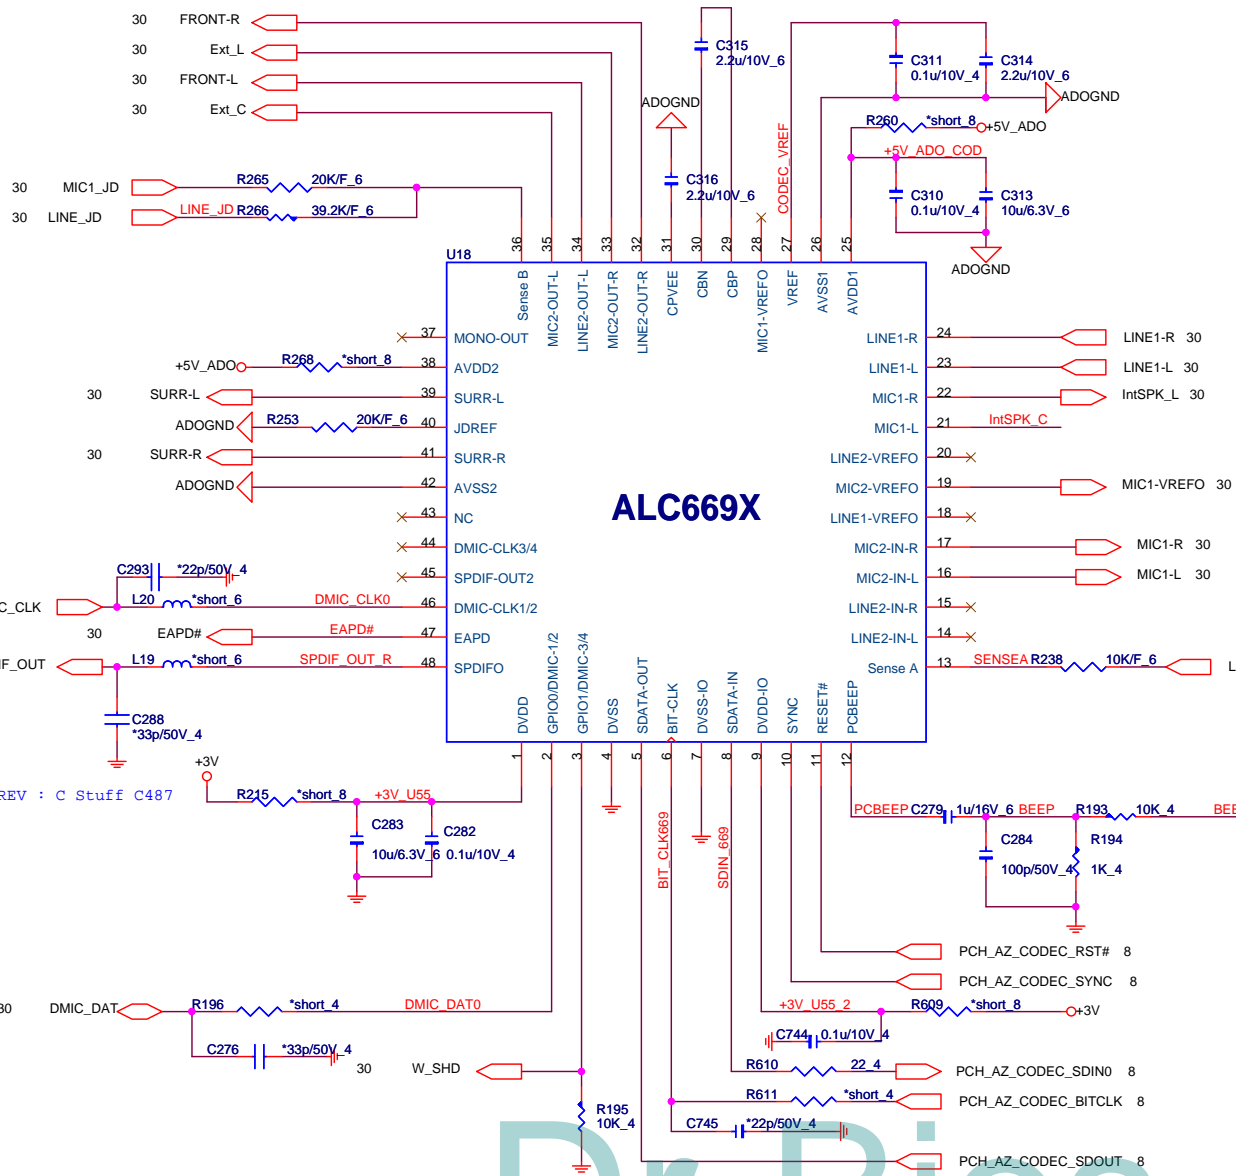 30 FRONT-R
30 Ext_L
30 FRONT-L
30 Ext_C
C315
2.2u/10V_6
C311
0.1u/10V_4
C314
2.2u/10V_6
ADOGND
ADOGND
R260 *short_8 +5V_ADO
CODEC_VREF
+5V_ADO_COD
C316
2.2u/10V_6
C310
0.1u/10V_4
C313
10u/6.3V_6
ADOGND
30 MIC1_JD R265 20K/F_6
30 LINE_JD LINE_JD R266 39.2K/F_6
36 35 34 33 32 31 30 29 28 27 26 25
U18
Sense B
MIC2-OUT-L
LINE2-OUT-L
MIC2-OUT-R
LINE2-OUT-R
CPVEE
CBN
CBP
MIC1-VREFO
VREF
AVSS1
AVDD1
37 MONO-OUT
+5V_ADO R268 *short_8 38 AVDD2
30 SURR-L 39 SURR-L
ADOGND R253 20K/F_6 40 JDREF
30 SURR-R 41 SURR-R
ADOGND 42 AVSS2
43 NC
44 DMIC-CLK3/4
45 SPDIF-OUT2
C293 *22p/50V_4
C_CLK L20 *short_6 DMIC_CLK0 46 DMIC-CLK1/2
30 EAPD# EAPD# 47 EAPD
IF_OUT L19 *short_6 SPDIF_OUT_R 48 SPDIFO
C288
*33p/50V_4
ALC669X
LINE1-R 24 LINE1-R 30
LINE1-L 23 LINE1-L 30
MIC1-R 22 IntSPK_L 30
MIC1-L 21 IntSPK_C
LINE2-VREFO 20
MIC2-VREFO 19 MIC1-VREFO 30
LINE1-VREFO 18
MIC2-IN-R 17 MIC1-R 30
MIC2-IN-L 16 MIC1-L 30
LINE2-IN-R 15
LINE2-IN-L 14
Sense A 13 SENSEA R238 10K/F_6 L
DVDD
GPIO0/DMIC-1/2
GPIO1/DMIC-3/4
DVSS
SDATA-OUT
BIT-CLK
DVSS-IO
SDATA-IN
DVDD-IO
SYNC
RESET#
PCBEEP
1 2 3 4 5 6 7 8 9 10 11 12
+3V
REV : C Stuff C487
R215 *short_8 +3V_U55
C283
10u/6.3V_6
C282
0.1u/10V_4
BIT_CLK669
SDIN_669
PCBEEP C279 1u/16V_6 BEEP R193 10K_4 BEE
C284
100p/50V_4
R194
1K_4
PCH_AZ_CODEC_RST# 8
PCH_AZ_CODEC_SYNC 8
30 DMIC_DAT R196 *short_4 DMIC_DAT0
+3V_U55_2 R609 *short_8 +3V
C744 0.1u/10V_4
C276 *33p/50V_4
30 W_SHD
R610 22_4 PCH_AZ_CODEC_SDIN0 8
R611 *short_4 PCH_AZ_CODEC_BITCLK 8
R195
10K_4
C745 *22p/50V_4
PCH_AZ_CODEC_SDOUT 8